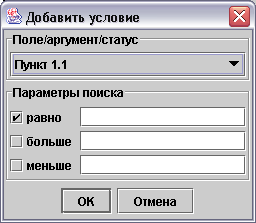 Добавить условие
Поле/аргумент/статус
Пункт 1.1
Параметры поиска
равно
больше
меньше
OK
Отмена